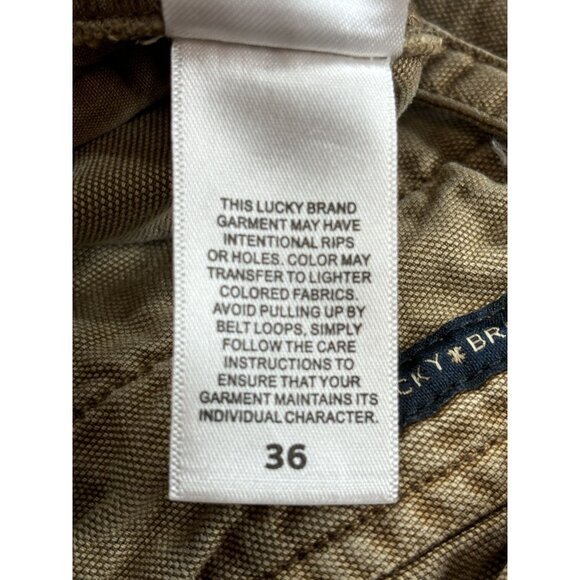 THIS LUCKY BRAND
GARMENT MAY HAVE
INTENTIONAL RIPS
OR HOLES. COLOR MAY
TRANSFER TO LIGHTER
COLORED FABRICS.
AVOID PULLING UP BY
BELT LOOPS, SIMPLY
FOLLOW THE CARE
INSTRUCTIONS TO
ENSURE THAT YOUR
GARMENT MAINTAINS ITS
INDIVIDUAL CHARACTER.
36
CKY BR